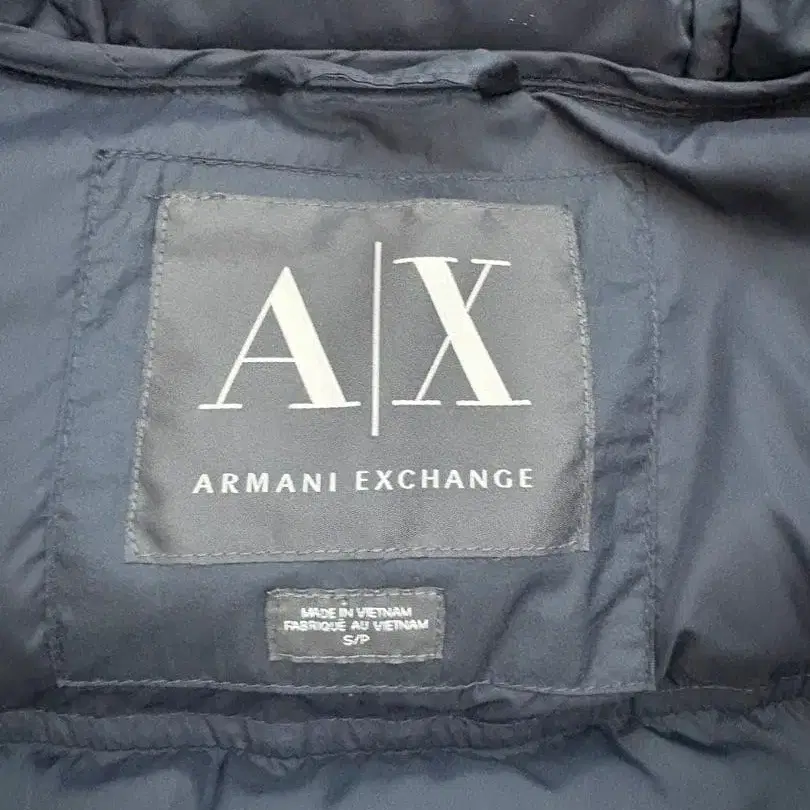 A|X
ARMANI EXCHANGE
MADE IN VIETNAM
FABRIQUÉ AU VIETNAM
S/P